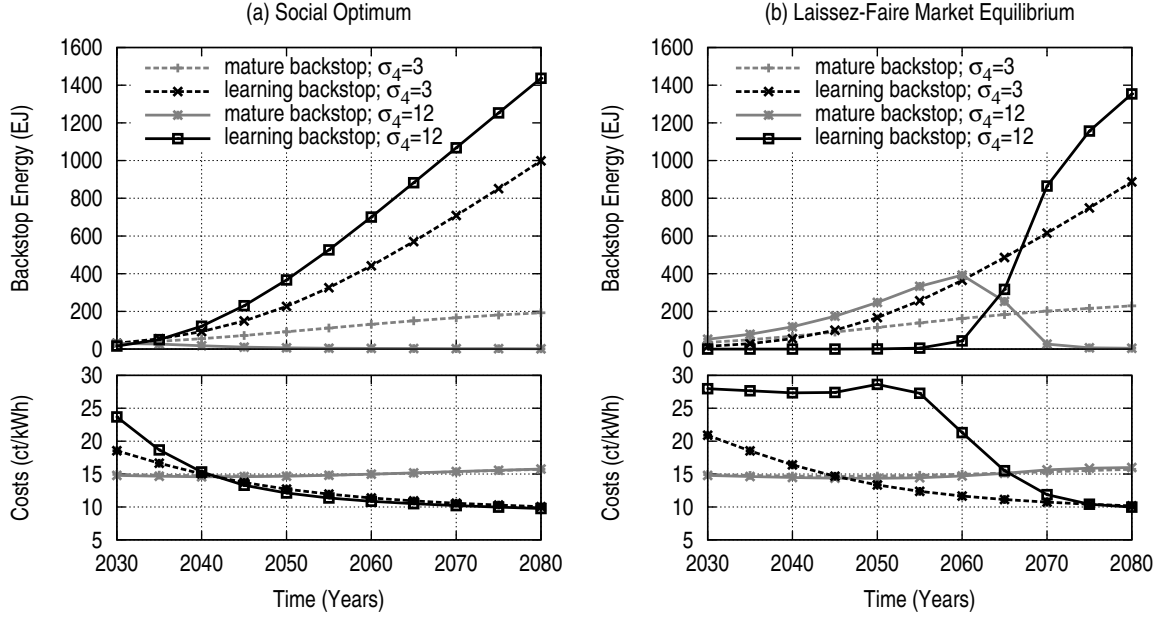 (a) Social Optimum
Backstop Energy (EJ)
1600
1400
1200
1000
800
600
400
200
0
mature backstop; σ4=3
learning backstop; σ4=3
mature backstop; σ4=12
learning backstop; σ4=12
Costs (ct/kWh)
30
25
20
15
10
5
2030 2040 2050 2060 2070 2080
Time (Years)
(b) Laissez-Faire Market Equilibrium
Backstop Energy (EJ)
1600
1400
1200
1000
800
600
400
200
0
mature backstop; σ4=3
learning backstop; σ4=3
mature backstop; σ4=12
learning backstop; σ4=12
Costs (ct/kWh)
30
25
20
15
10
5
2030 2040 2050 2060 2070 2080
Time (Years)